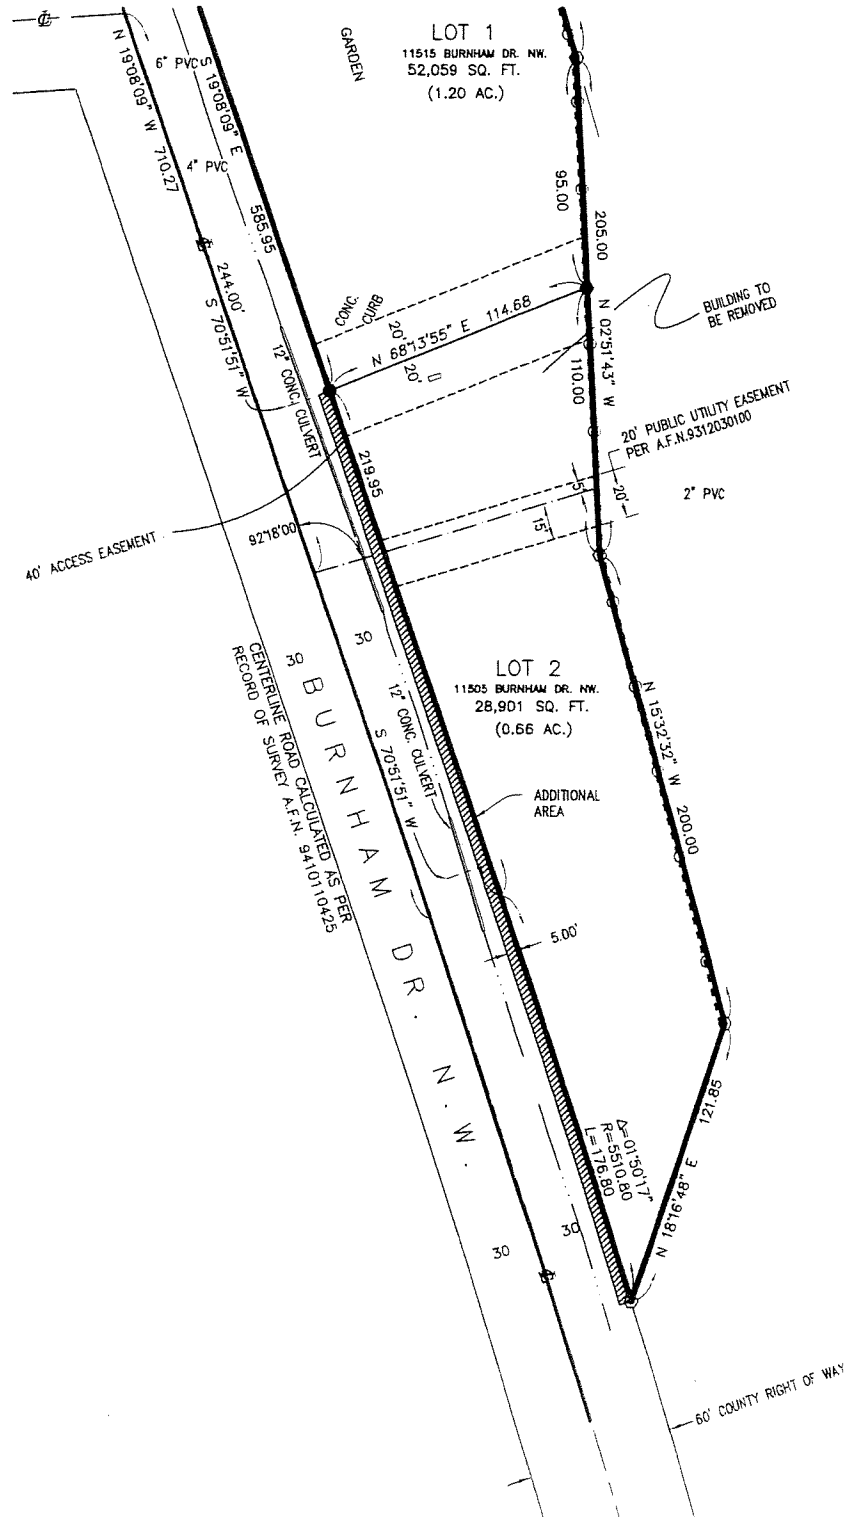 LOT 1
11515 BURNHAM DR. NW.
52,059 SQ. FT.
(1.20 AC.)
GARDEN
6" PVC
N 19°08'09" W 710.27
S 19°08'09" E
585.95
4" PVC
95.00
205.00
244.00'
S 70°51'51" W
CONC.
CURB
20'
N 68°13'55" E 114.68
20'
N 02°51'43" W
110.00
BUILDING TO
BE REMOVED
12" CONC. CULVERT
219.95
20' PUBLIC UTILITY EASEMENT
PER A.F.N.9312030100
5'
20'
2" PVC
15'
92°18'00
40' ACCESS EASEMENT
30
30
CENTERLINE ROAD CALCULATED AS PER
RECORD OF SURVEY A.F.N. 9410110425
BURNHAM DR. N.W.
12" CONC. CULVERT
S 70°51'51" W
LOT 2
11505 BURNHAM DR. NW.
28,901 SQ. FT.
(0.66 AC.)
N 15°32'32" W 200.00
ADDITIONAL
AREA
5.00'
121.85
N 18°16'48" E
Δ=01°50'17"
R=5510.80
L=176.80
30
30
60' COUNTY RIGHT OF WAY